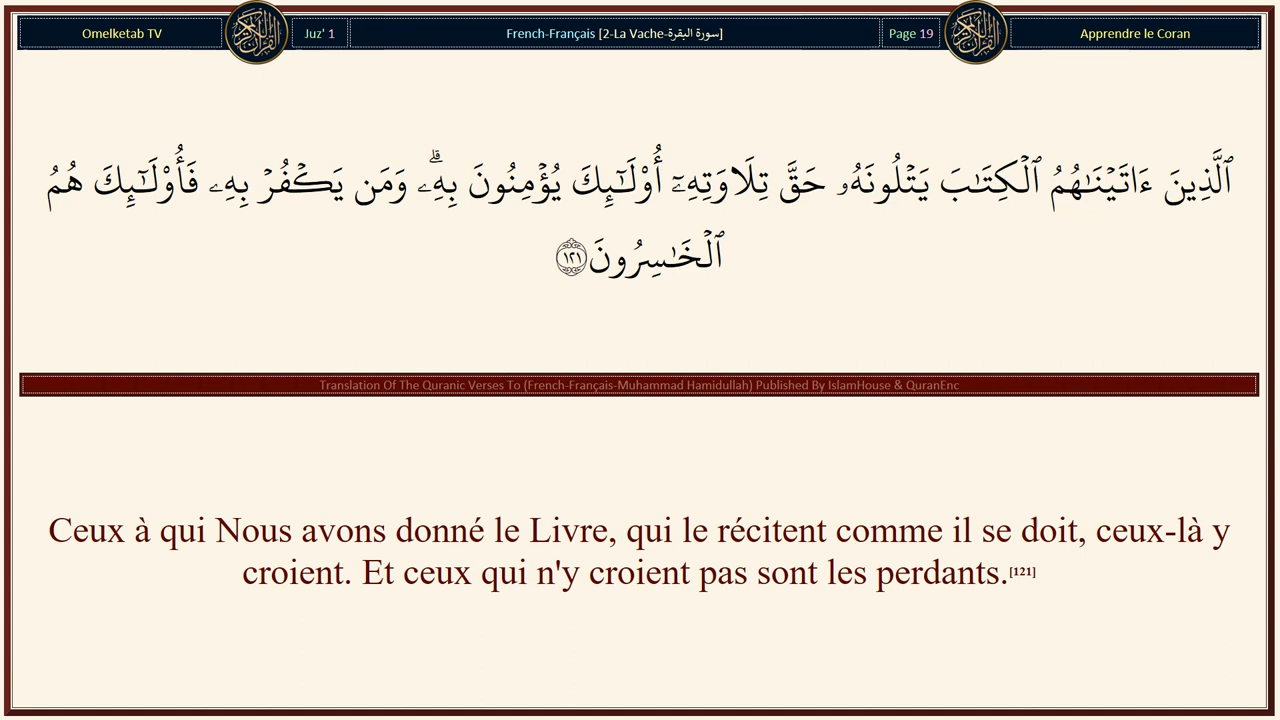 Omelketab TV
Juz' 1
French-Français [2-La Vache-سورة البقرة]
Page 19
Apprendre le Coran
ٱلَّذِينَ ءَاتَيۡنَٰهُمُ ٱلۡكِتَٰبَ يَتۡلُونَهُۥ حَقَّ تِلَاوَتِهِۦٓ أُوْلَٰٓئِكَ يُؤۡمِنُونَ بِهِۦۗ وَمَن يَكۡفُرۡ بِهِۦ فَأُوْلَٰٓئِكَ هُمُ
ٱلۡخَٰسِرُونَ ١٢١
Translation Of The Quranic Verses To (French-Français-Muhammad Hamidullah) Published By IslamHouse & QuranEnc
Ceux à qui Nous avons donné le Livre, qui le récitent comme il se doit, ceux-là y
croient. Et ceux qui n'y croient pas sont les perdants.[121]